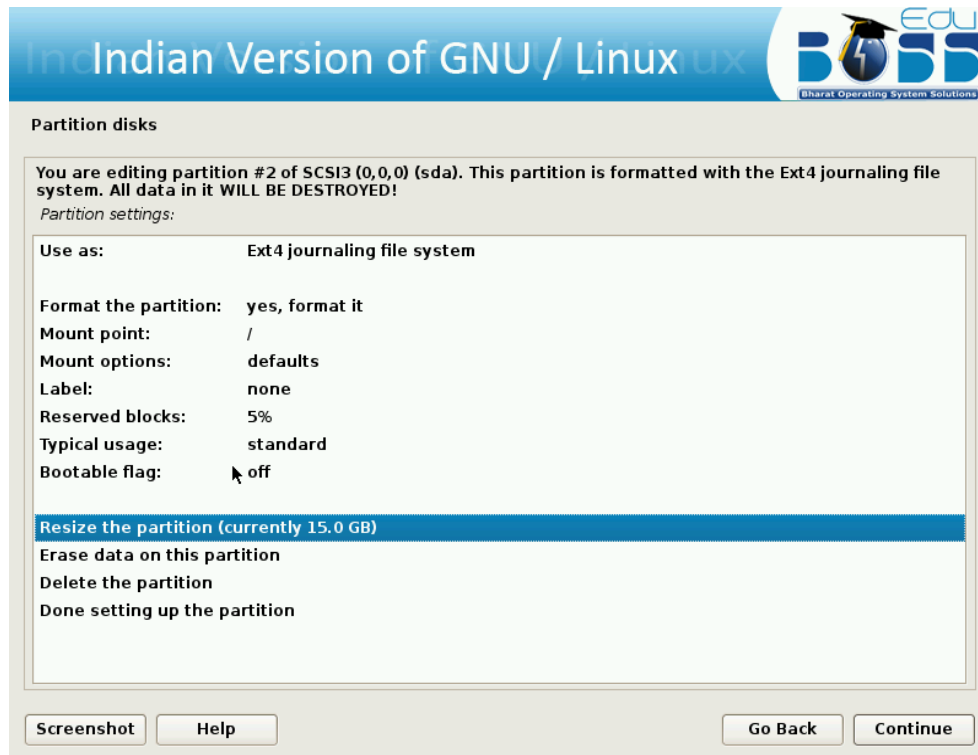 Indian Version of GNU / Linux
Edu
BOSS
Bharat Operating System Solutions
Partition disks
You are editing partition #2 of SCSI3 (0,0,0) (sda). This partition is formatted with the Ext4 journaling file
system. All data in it WILL BE DESTROYED!
Partition settings:
Use as: Ext4 journaling file system
Format the partition: yes, format it
Mount point: /
Mount options: defaults
Label: none
Reserved blocks: 5%
Typical usage: standard
Bootable flag: off
Resize the partition (currently 15.0 GB)
Erase data on this partition
Delete the partition
Done setting up the partition
Screenshot Help Go Back Continue